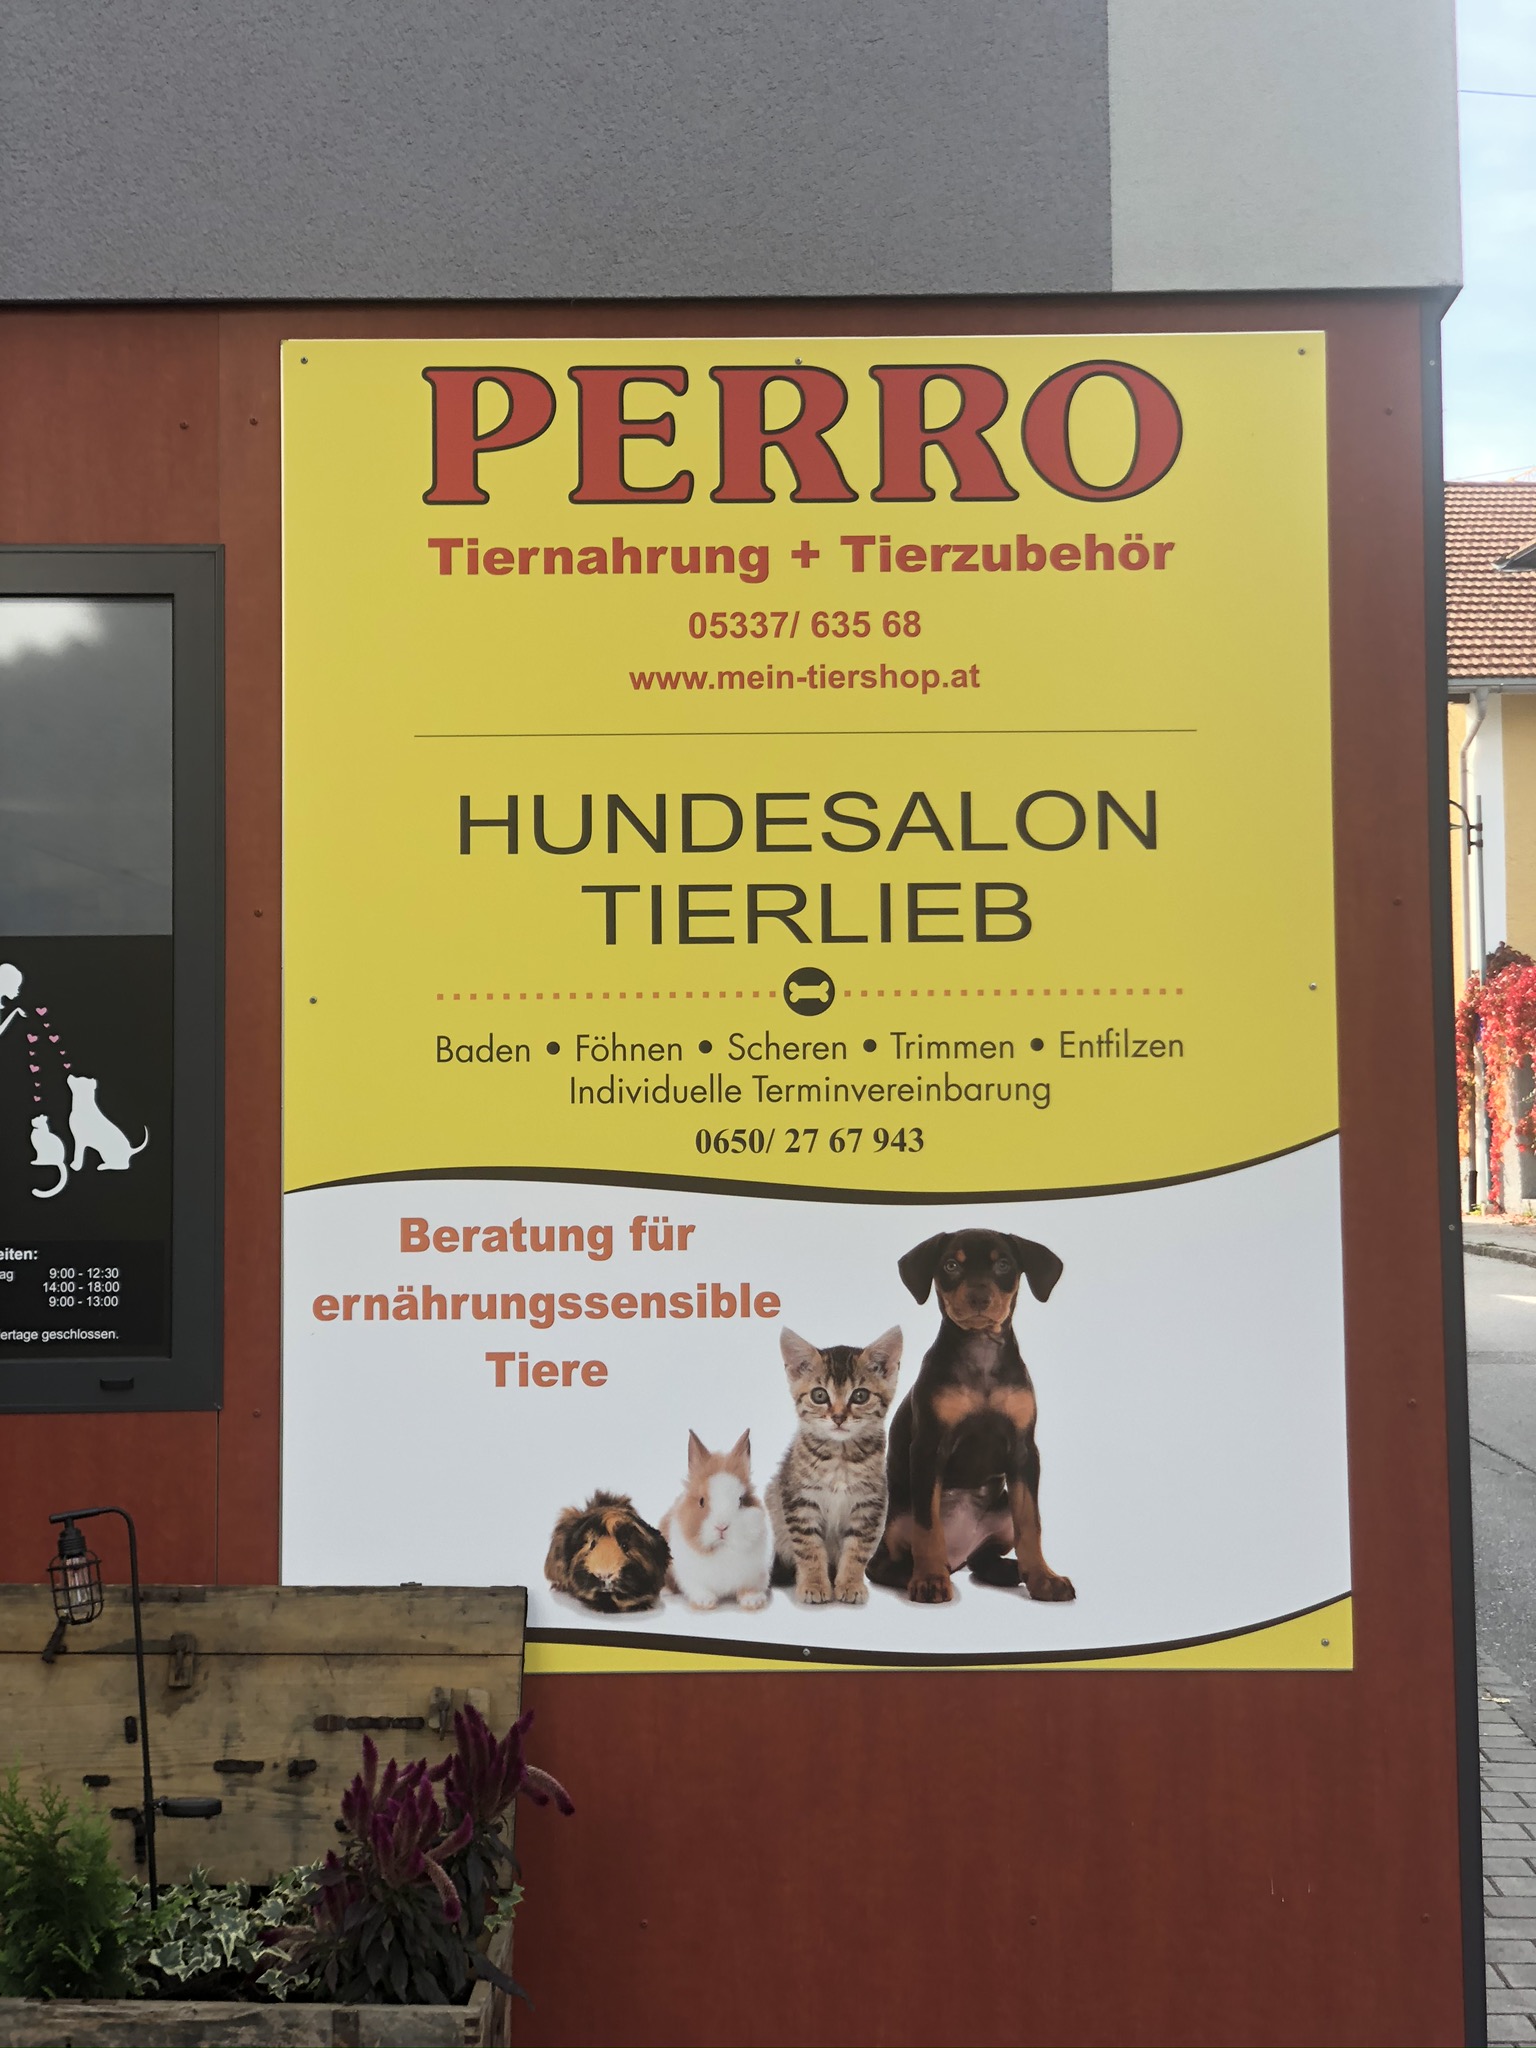 PERRO
Tiernahrung + Tierzubehör
05337/ 635 68
www.mein-tiershop.at
HUNDESALON
TIERLIEB
Baden • Föhnen • Scheren • Trimmen • Entfilzen
Individuelle Terminvereinbarung
0650/ 27 67 943
Beratung für
ernährungssensible
Tiere
eiten:
ag 9:00 - 12:30
14:00 - 18:00
9:00 - 13:00
ertage geschlossen.